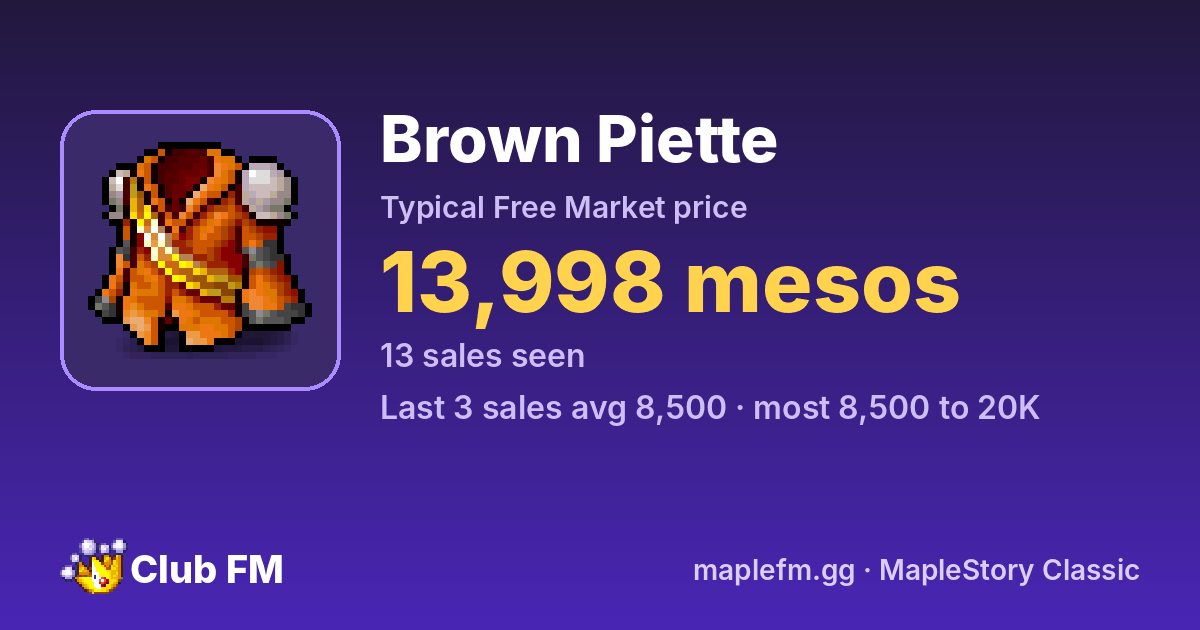 Brown Piette
Typical Free Market price
13,998 mesos
13 sales seen
Last 3 sales avg 8,500 · most 8,500 to 20K
Club FM
maplefm.gg · MapleStory Classic